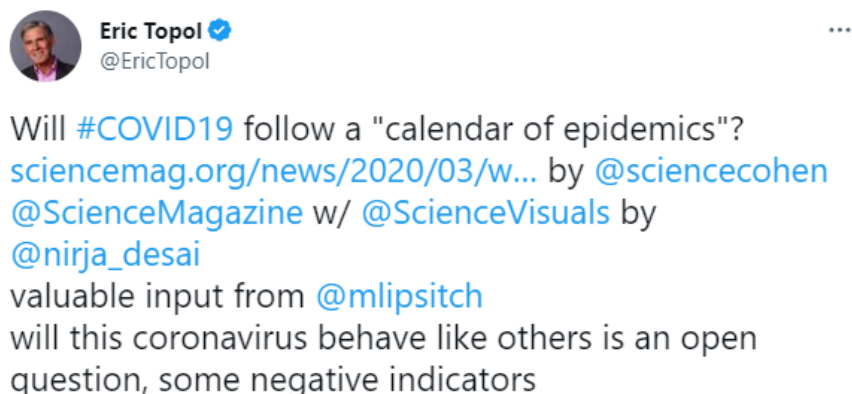 Eric Topol
@EricTopol
Will #COVID19 follow a "calendar of epidemics"?
sciencemag.org/news/2020/03/w... by @sciencecohen
@ScienceMagazine w/ @ScienceVisuals by
@nirja_desai
valuable input from @mlipsitch
will this coronavirus behave like others is an open
question, some negative indicators